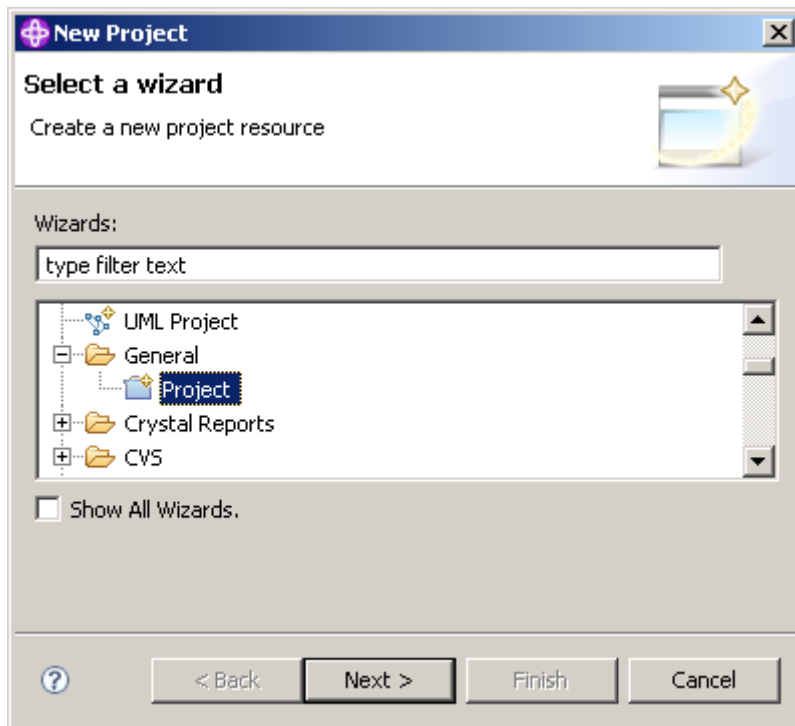 New Project
Select a wizard
Create a new project resource
Wizards:
type filter text
UML Project
General
Project
Crystal Reports
CVS
Show All Wizards.
? < Back Next > Finish Cancel